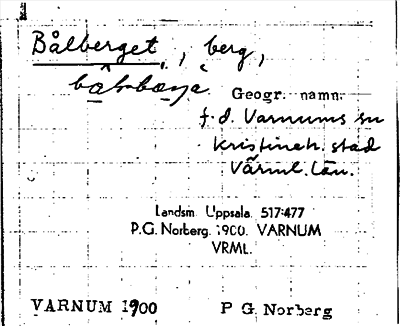 Bålberget, berg,
Geogr. namn.
f.d. Varnums sn
Kristineh. stad
Värml. län.
Landsm. Uppsala. 517:477
P.G. Norberg. 1900. VARNUM
VRML.
VARNUM 1900 P G. Norberg